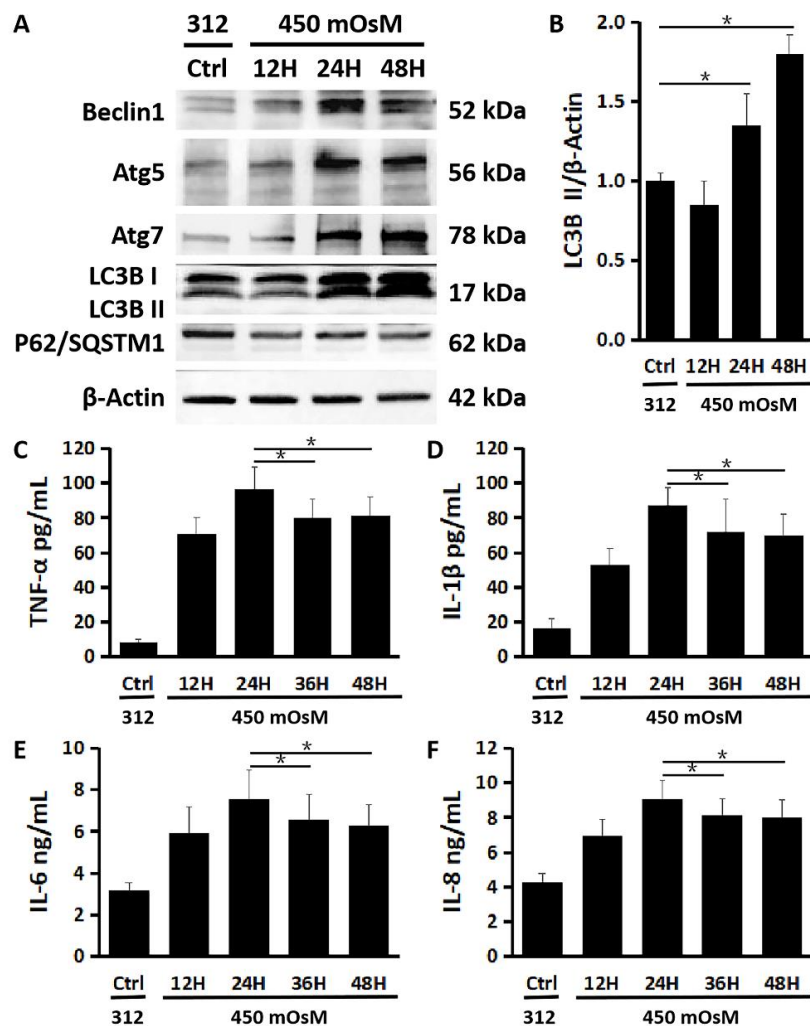 A
312
450 mOsM
Ctrl
12H
24H
48H
Beclin1
52 kDa
Atg5
56 kDa
Atg7
78 kDa
LC3B I
LC3B II
17 kDa
P62/SQSTM1
62 kDa
β-Actin
42 kDa
B
LC3B II/β-Actin
2.0
1.5
1.0
0.5
0.0
*
*
Ctrl
12H
24H
48H
312
450 mOsM
C
TNF-α pg/mL
120
100
80
60
40
20
0
*
*
Ctrl
12H
24H
36H
48H
312
450 mOsM
D
IL-1β pg/mL
120
100
80
60
40
20
0
*
*
Ctrl
12H
24H
36H
48H
312
450 mOsM
E
IL-6 ng/mL
10
8
6
4
2
0
*
*
Ctrl
12H
24H
36H
48H
312
450 mOsM
F
IL-8 ng/mL
12
10
8
6
4
2
0
*
*
Ctrl
12H
24H
36H
48H
312
450 mOsM